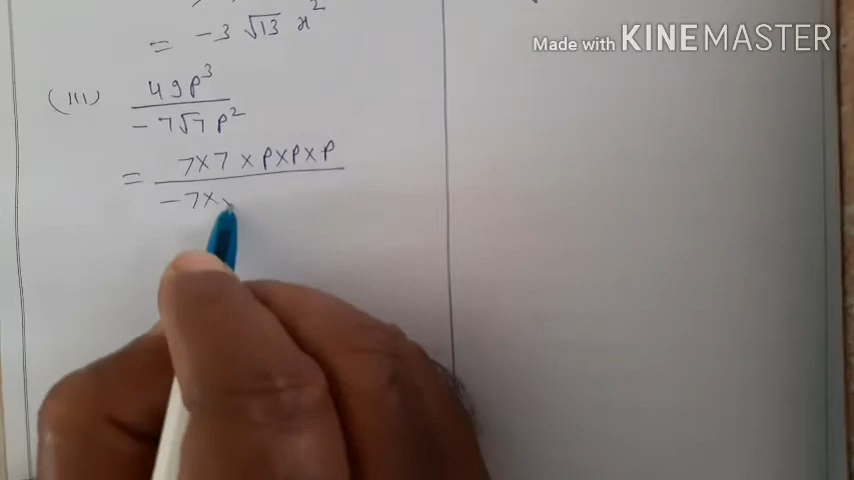 = -3 √13 x²
Made with KINEMASTER
(III) 49p³
-7√7 p²
= 7×7 × p×p×p
-7×